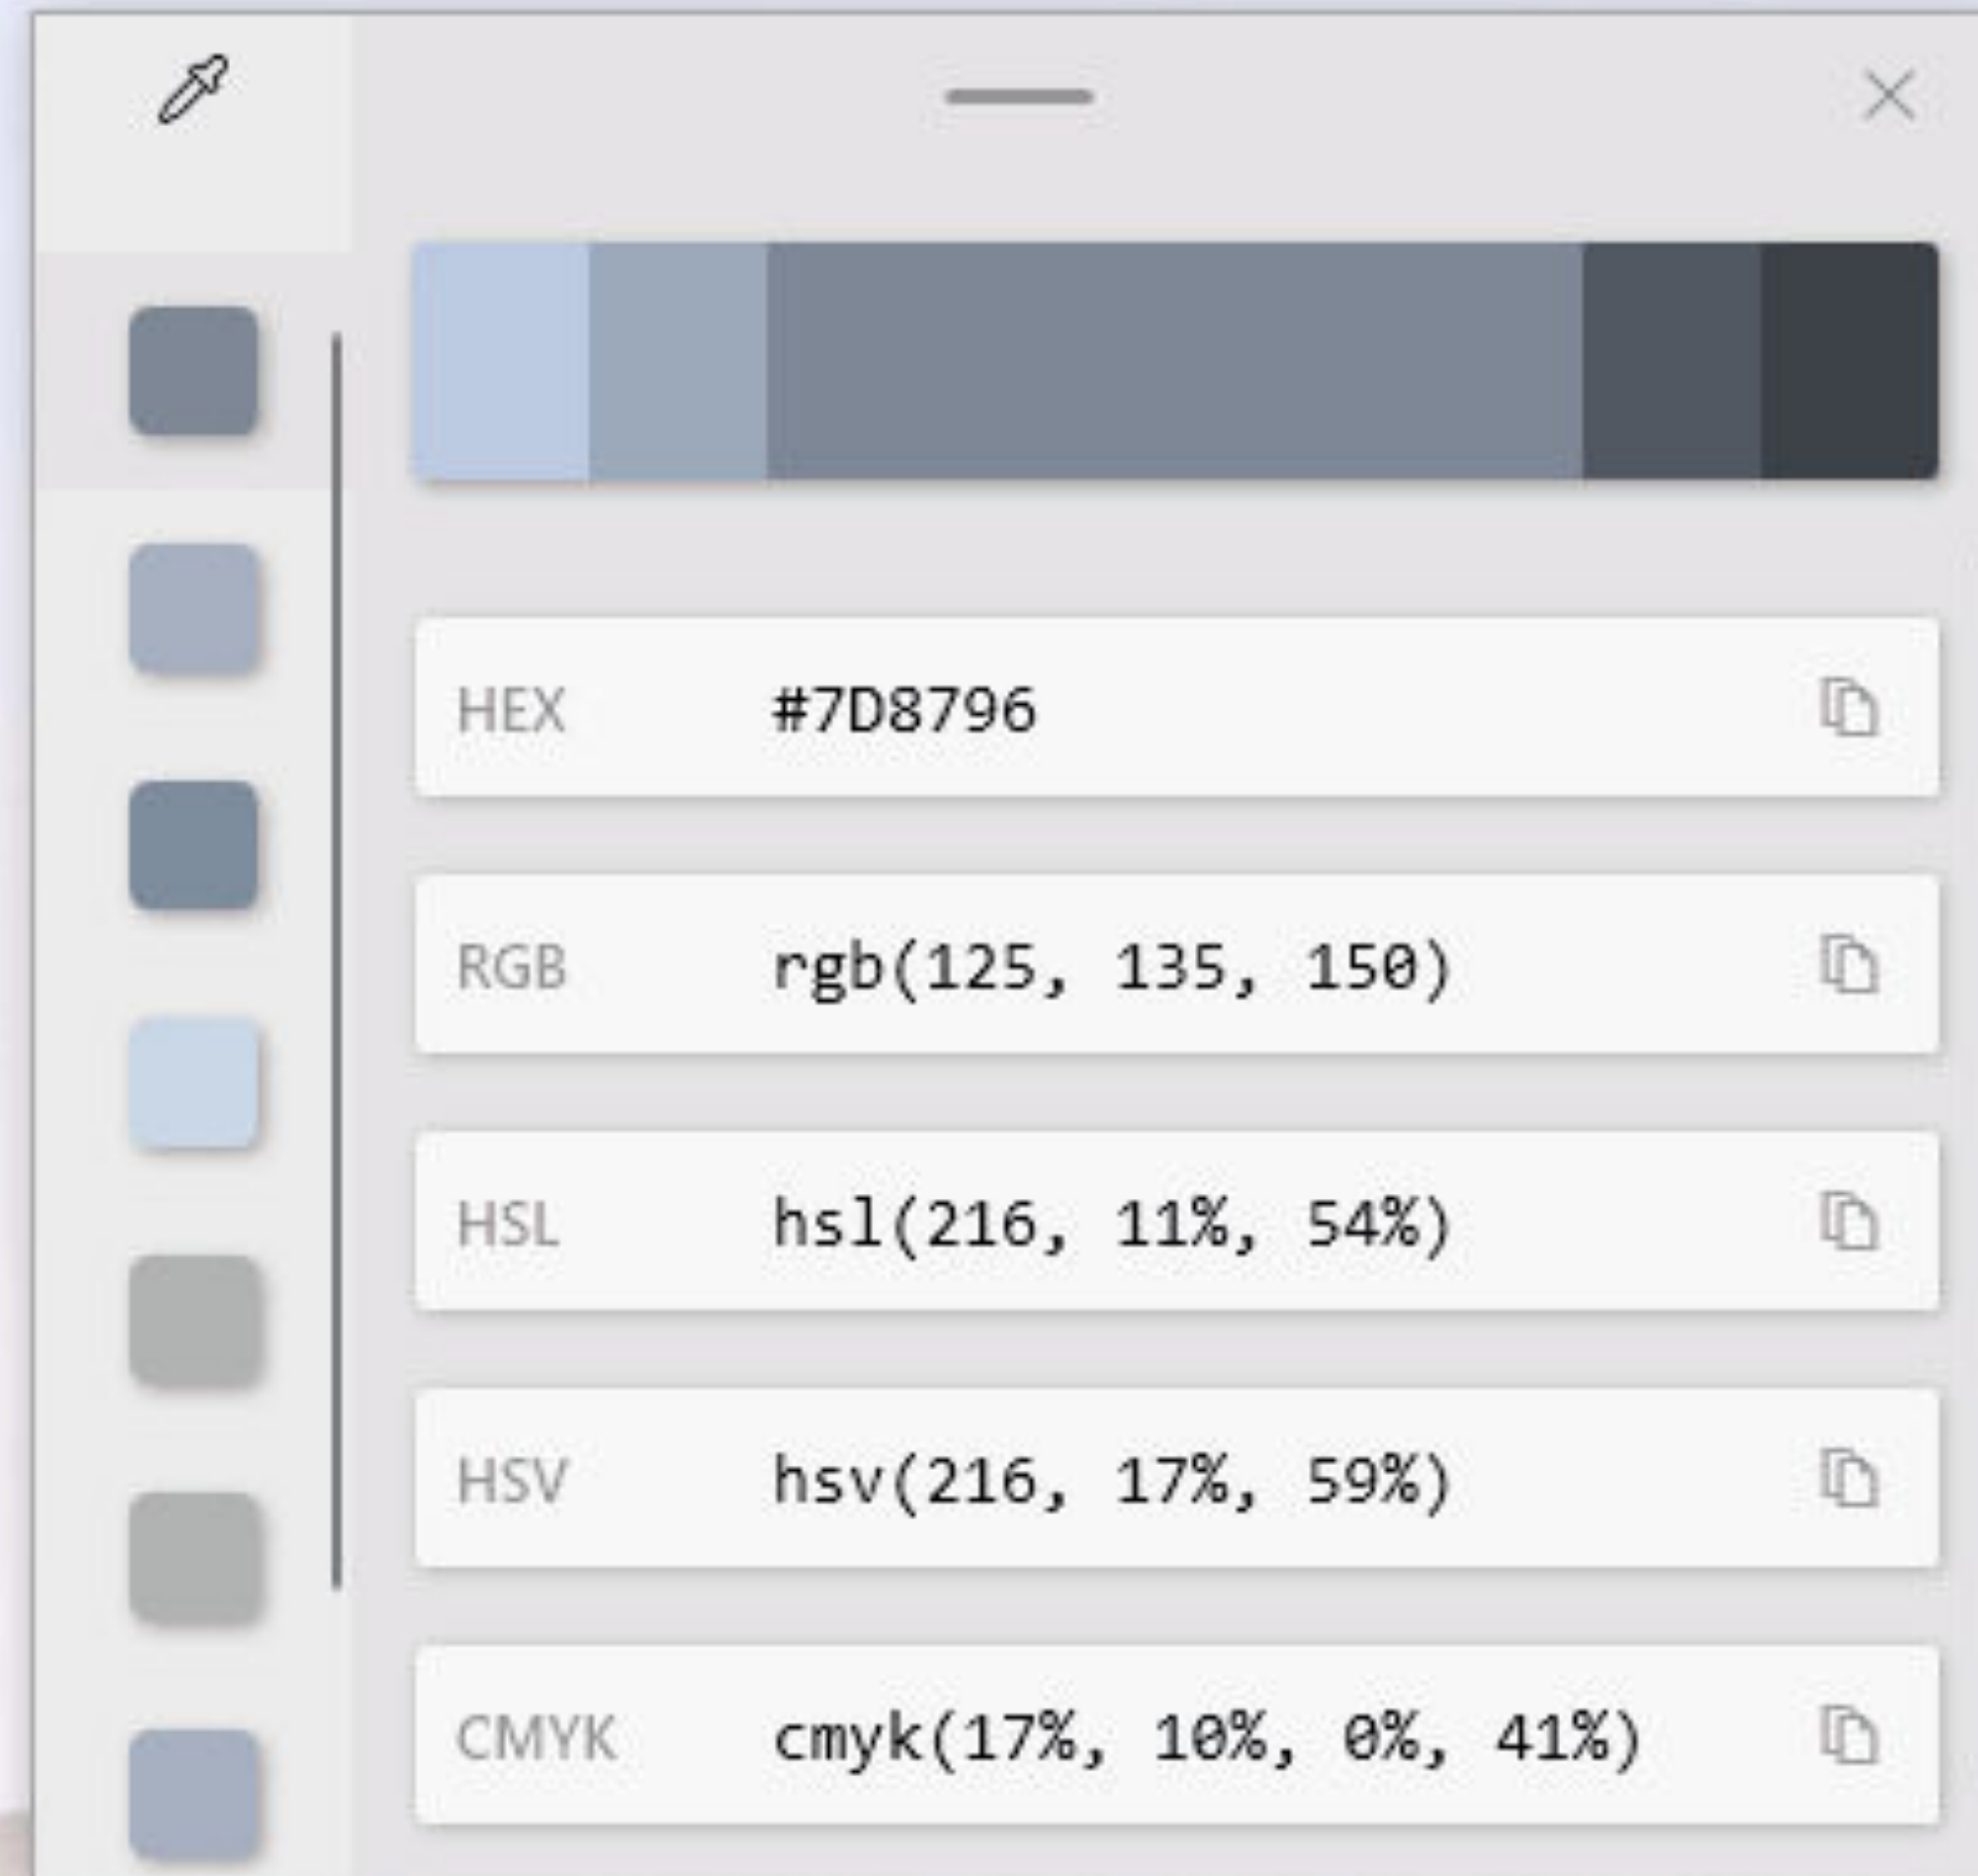 HEX #7D8796
RGB rgb(125, 135, 150)
HSL hsl(216, 11%, 54%)
HSV hsv(216, 17%, 59%)
CMYK cmyk(17%, 10%, 0%, 41%)